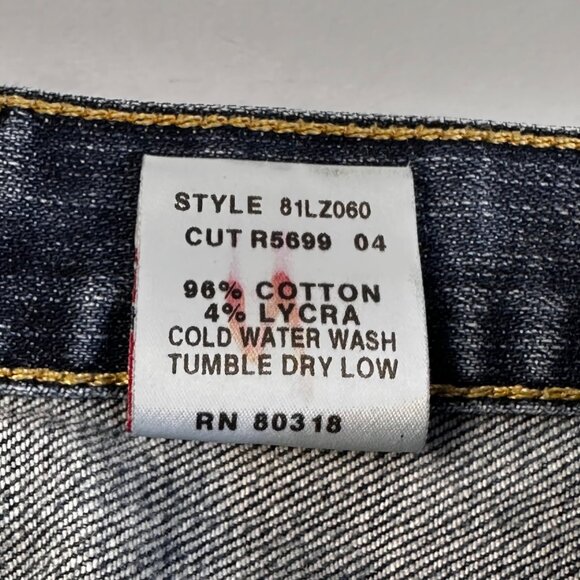 STYLE 81LZ060
CUT R5699 04
96% COTTON
4% LYCRA
COLD WATER WASH
TUMBLE DRY LOW
RN 80318